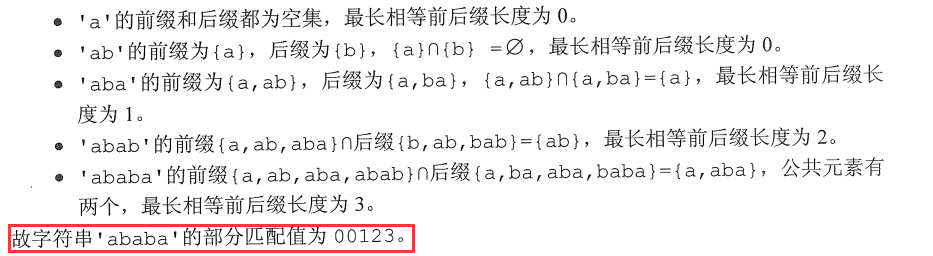 ● 'a'的前缀和后缀都为空集，最长相等前后缀长度为 0。
● 'ab'的前缀为{a}，后缀为{b}，{a}∩{b} =∅，最长相等前后缀长度为 0。
● 'aba'的前缀为{a,ab}，后缀为{a,ba}，{a,ab}∩{a,ba}={a}，最长相等前后缀长
度为 1。
● 'abab'的前缀{a,ab,aba}∩后缀{b,ab,bab}={ab}，最长相等前后缀长度为 2。
● 'ababa'的前缀{a,ab,aba,abab}∩后缀{a,ba,aba,baba}={a,aba}，公共元素有
两个，最长相等前后缀长度为 3。
故字符串'ababa'的部分匹配值为 00123。